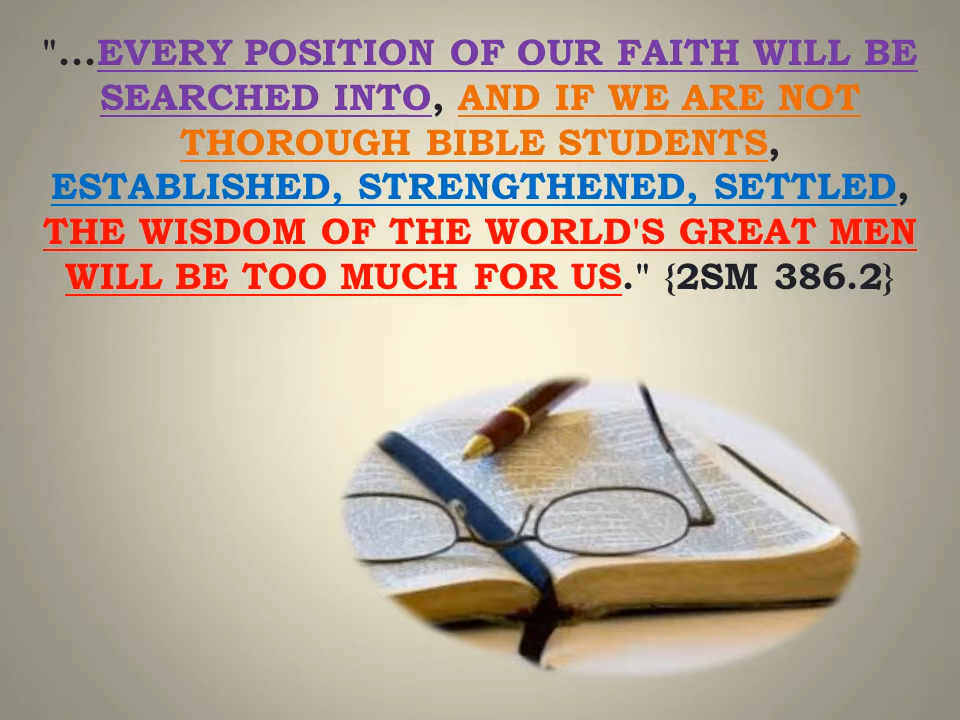 "...EVERY POSITION OF OUR FAITH WILL BE
SEARCHED INTO, AND IF WE ARE NOT
THOROUGH BIBLE STUDENTS,
ESTABLISHED, STRENGTHENED, SETTLED,
THE WISDOM OF THE WORLD'S GREAT MEN
WILL BE TOO MUCH FOR US." {2SM 386.2}